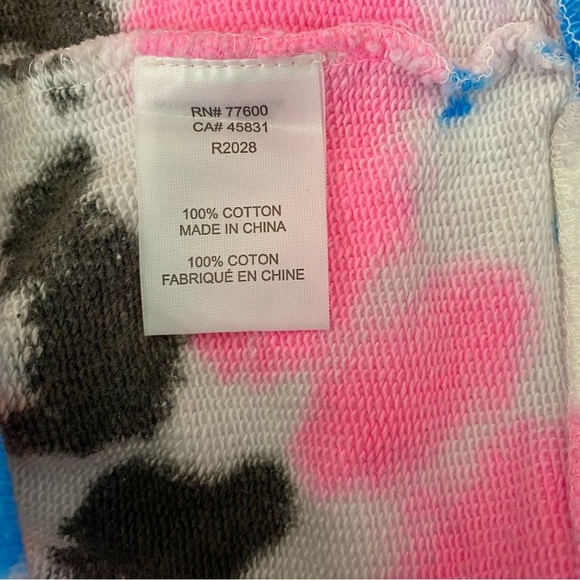 RN# 77600
CA# 45831
R2028
100% COTTON
MADE IN CHINA
100% COTON
FABRIQUÉ EN CHINE